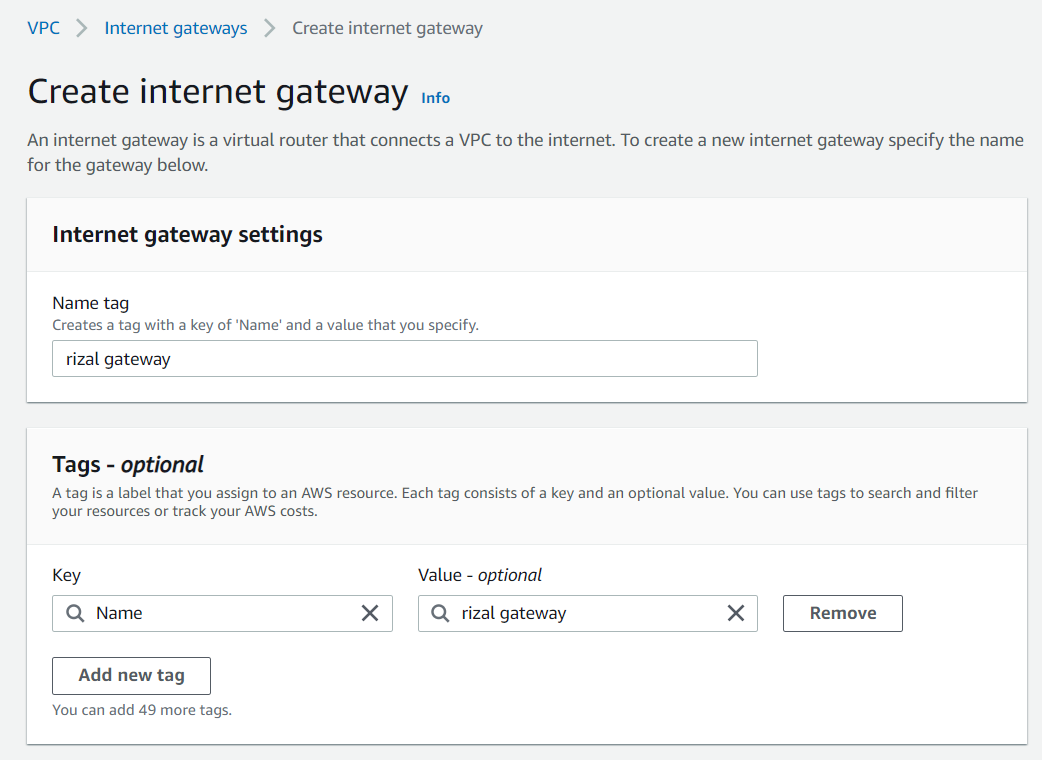 VPC > Internet gateways > Create internet gateway
Create internet gateway Info
An internet gateway is a virtual router that connects a VPC to the internet. To create a new internet gateway specify the name
for the gateway below.
Internet gateway settings
Name tag
Creates a tag with a key of 'Name' and a value that you specify.
rizal gateway
Tags - optional
A tag is a label that you assign to an AWS resource. Each tag consists of a key and an optional value. You can use tags to search and filter
your resources or track your AWS costs.
Key Value - optional
Name rizal gateway Remove
Add new tag
You can add 49 more tags.